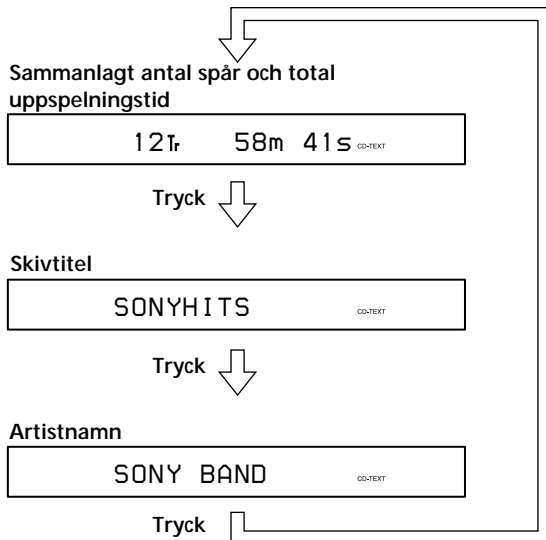 Sammanlagt antal spår och total
uppspelningstid
12Tr 58m 41s CD-TEXT
Tryck
Skivtitel
SONYHITS CD-TEXT
Tryck
Artistnamn
SONY BAND CD-TEXT
Tryck